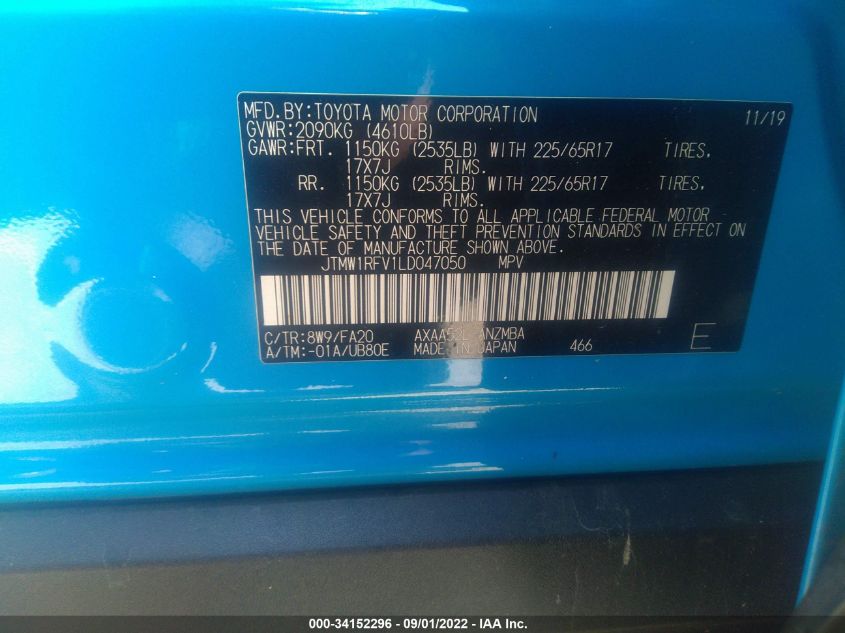 MFD.BY:TOYOTA MOTOR CORPORATION 11/19
GVWR:2090KG (4610LB)
GAWR:FRT. 1150KG (2535LB) WITH 225/65R17 TIRES,
17X7J RIMS.
RR. 1150KG (2535LB) WITH 225/65R17 TIRES,
17X7J RIMS.
THIS VEHICLE CONFORMS TO ALL APPLICABLE FEDERAL MOTOR
VEHICLE SAFETY AND THEFT PREVENTION STANDARDS IN EFFECT ON
THE DATE OF MANUFACTURE SHOWN ABOVE.
JTMW1RFV1LD047050 MPV
C/TR:8W9/FA20
A/TM:-01A/UB80E MADE IN JAPAN 466 E
000-34152296 - 09/01/2022 - IAA Inc.